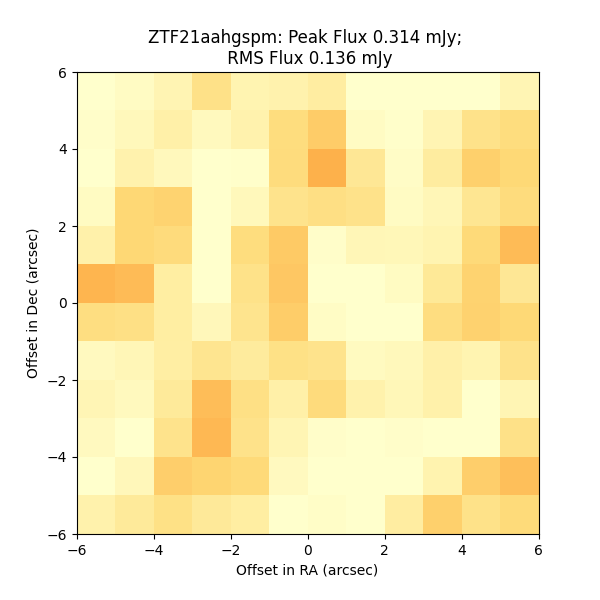 ZTF21aahgspm: Peak Flux 0.314 mJy;
RMS Flux 0.136 mJy
6
4
2
0
−2
−4
−6
Offset in Dec (arcsec)
−6 −4 −2 0 2 4 6
Offset in RA (arcsec)